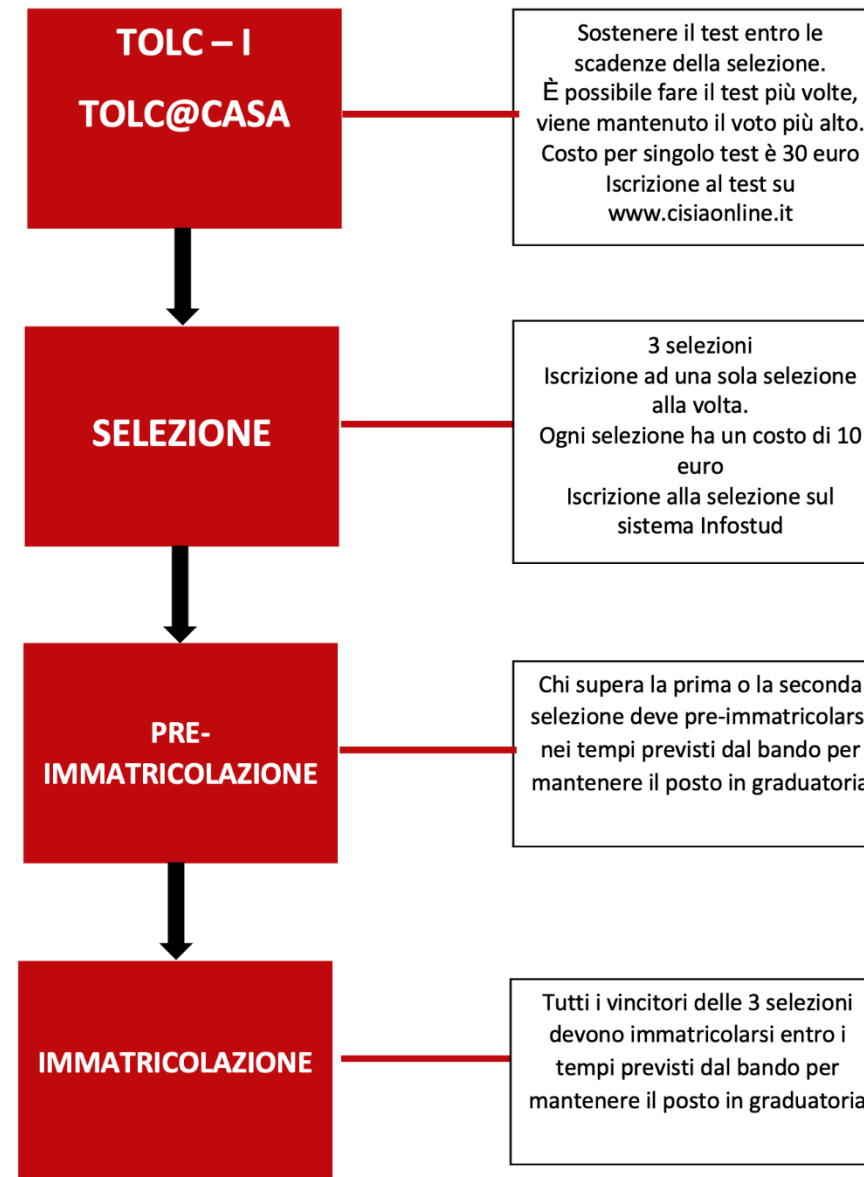 TOLC – I
TOLC@CASA
Sostenere il test entro le
scadenze della selezione.
È possibile fare il test più volte,
viene mantenuto il voto più alto.
Costo per singolo test è 30 euro
Iscrizione al test su
www.cisiaonline.it
SELEZIONE
3 selezioni
Iscrizione ad una sola selezione
alla volta.
Ogni selezione ha un costo di 10
euro
Iscrizione alla selezione sul
sistema Infostud
PRE-
IMMATRICOLAZIONE
Chi supera la prima o la seconda
selezione deve pre-immatricolars
nei tempi previsti dal bando per
mantenere il posto in graduatoria
IMMATRICOLAZIONE
Tutti i vincitori delle 3 selezioni
devono immatricolarsi entro i
tempi previsti dal bando per
mantenere il posto in graduatoria